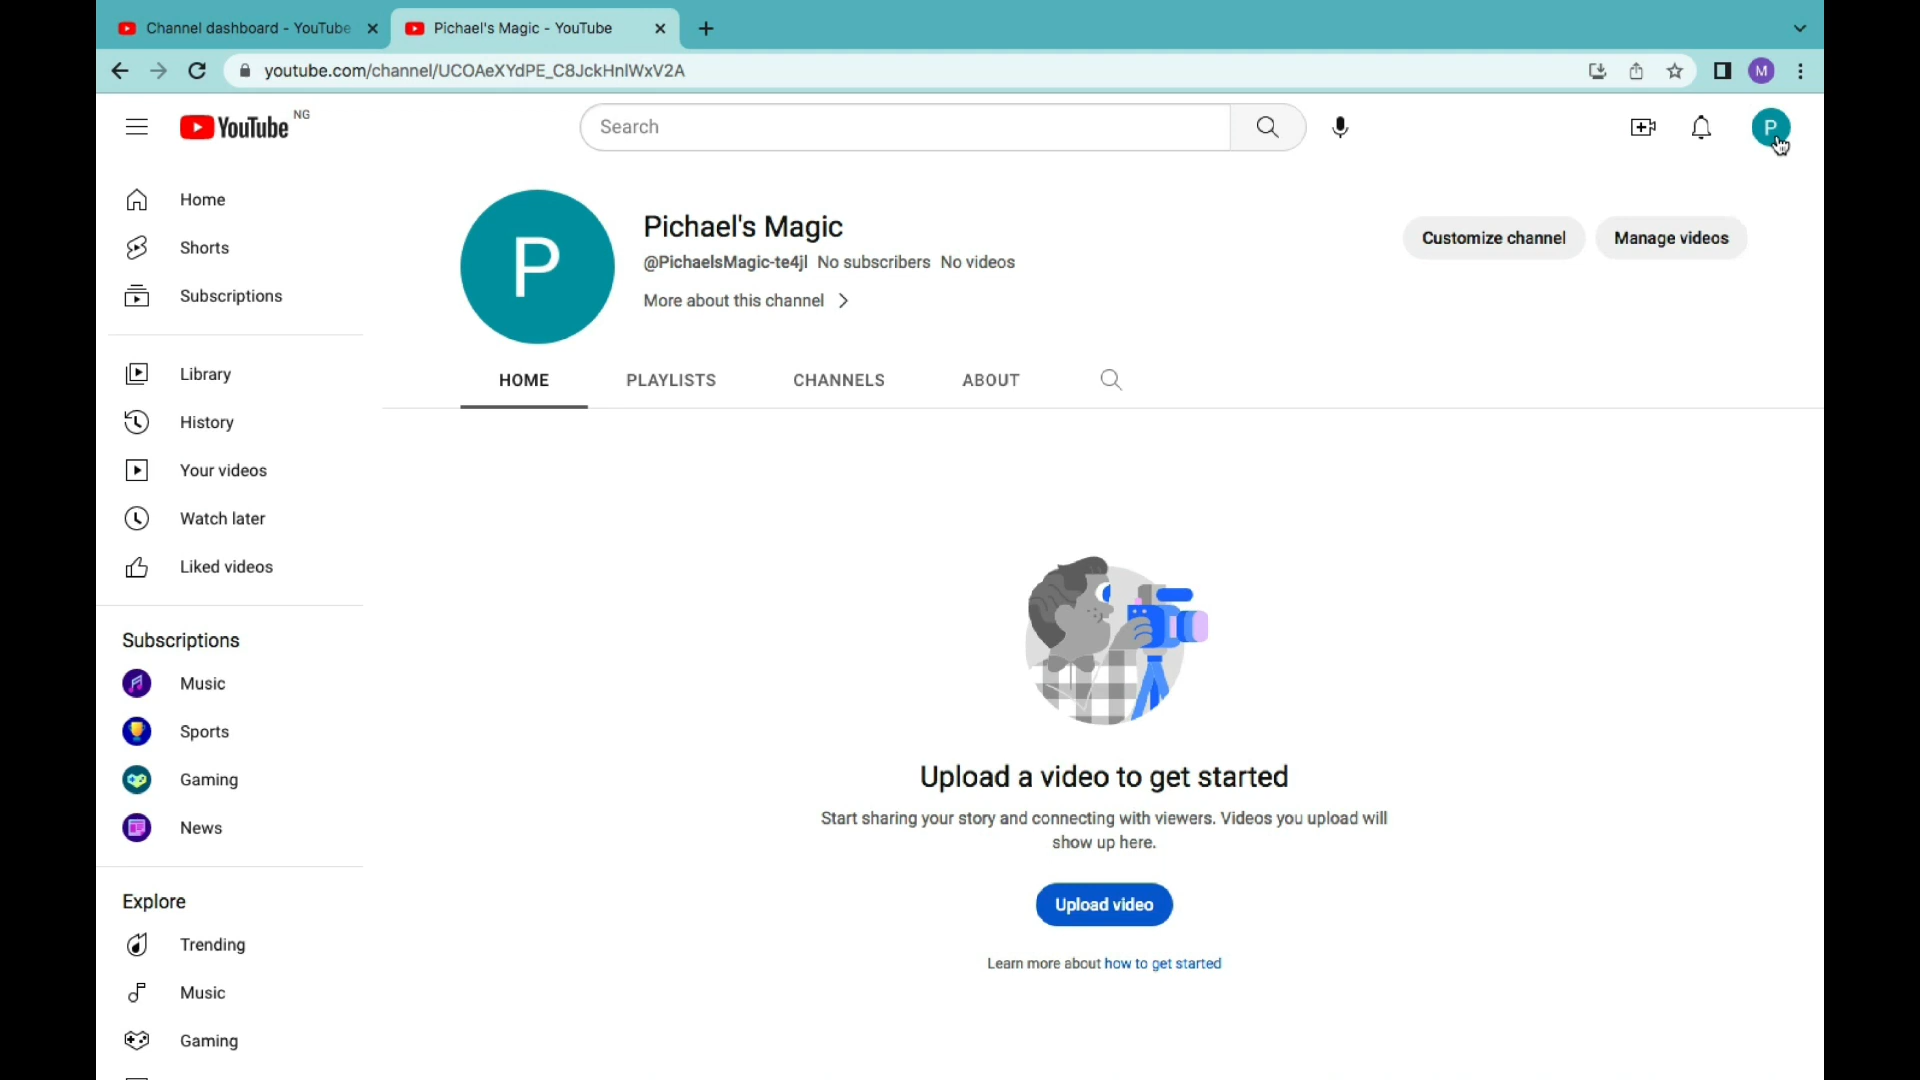 Channel dashboard - YouTube
Pichael's Magic - YouTube
youtube.com/channel/UCOAeXYdPE_C8JckHnlWxV2A
M
YouTube NG
Search
P
Home
Shorts
Subscriptions
Library
History
Your videos
Watch later
Liked videos
Subscriptions
Music
Sports
Gaming
News
Explore
Trending
Music
Gaming
P
Pichael's Magic
@PichaelsMagic-te4jl No subscribers No videos
More about this channel
Customize channel
Manage videos
HOME PLAYLISTS CHANNELS ABOUT
Upload a video to get started
Start sharing your story and connecting with viewers. Videos you upload will
show up here.
Upload video
Learn more about how to get started